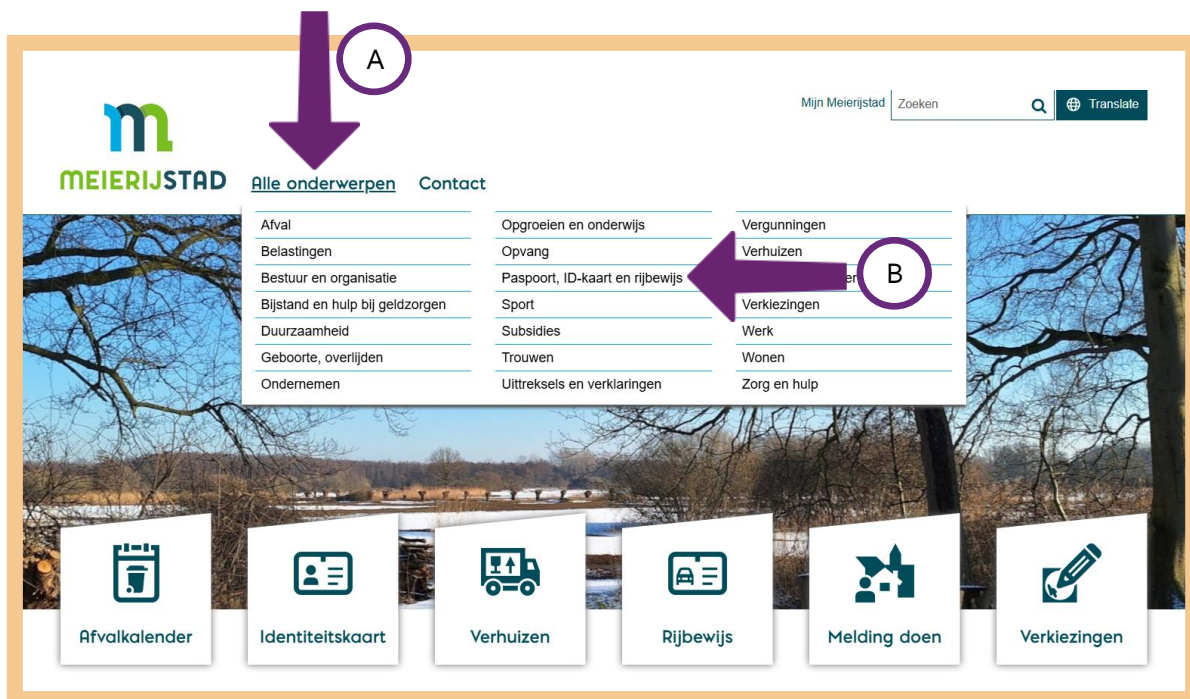 A
Mijn Meierijstad
Zoeken
Translate
MEIERIJSTAD
Alle onderwerpen
Contact
Afval
Belastingen
Bestuur en organisatie
Bijstand en hulp bij geldzorgen
Duurzaamheid
Geboorte, overlijden
Ondernemen
Opgroeien en onderwijs
Opvang
Paspoort, ID-kaart en rijbewijs
Sport
Subsidies
Trouwen
Uittreksels en verklaringen
Vergunningen
Verhuizen
B
Verkiezingen
Werk
Wonen
Zorg en hulp
Afvalkalender
Identiteitskaart
Verhuizen
Rijbewijs
Melding doen
Verkiezingen